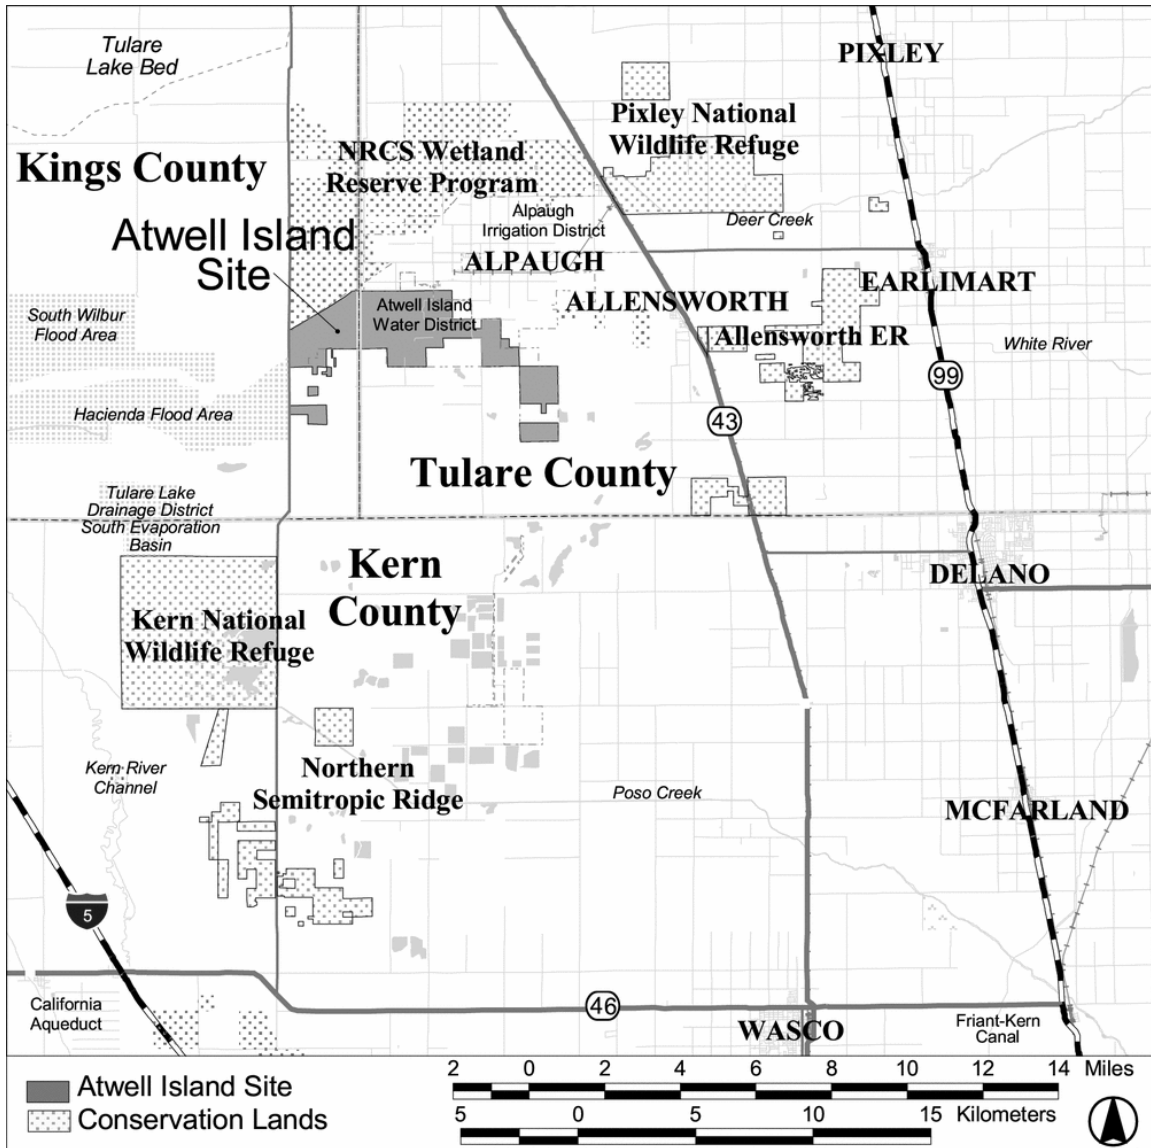 Tulare
Lake Bed
PIXLEY
Pixley National
Wildlife Refuge
NRCS Wetland
Reserve Program
Kings County
Atwell Island
Site
Alpaugh
Irrigation District
Deer Creek
ALPAUGH
EARLIMART
ALLENSWORTH
Atwell Island
Water District
South Wilbur
Flood Area
Allensworth ER
White River
99
Hacienda Flood Area
43
Tulare County
Tulare Lake
Drainage District
South Evaporation
Basin
Kern
County
DELANO
Kern National
Wildlife Refuge
Northern
Semitropic Ridge
Kern River
Channel
Poso Creek
MCFARLAND
5
46
California
Aqueduct
WASCO
Friant-Kern
Canal
Atwell Island Site
Conservation Lands
2 0 2 4 6 8 10 12 14 Miles
5 0 5 10 15 Kilometers